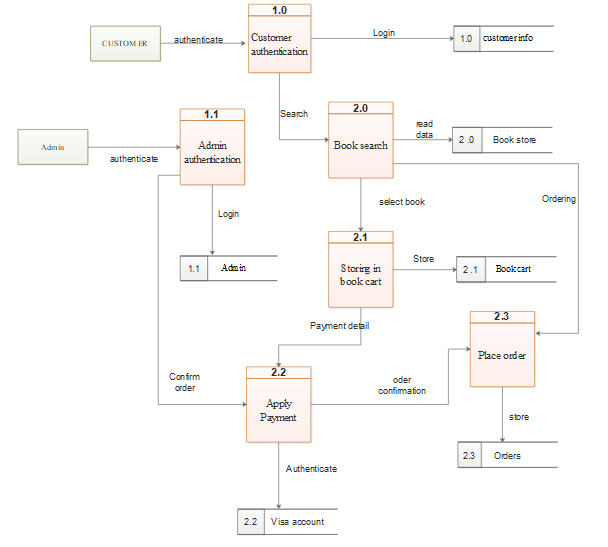 1.0
CUSTOMER
authenticate
Customer
authentication
Login
1.0 customer info
Search
1.1
Admin
authentication
Admin
authenticate
Login
1.1 Admin
2.0
Book search
read
data
2.0 Book store
Ordering
select book
2.1
Storing in
book cart
Store
2.1 Book cart
Payment detail
2.3
Place order
Confirm
order
2.2
Apply
Payment
oder
confirmation
store
2.3 Orders
Authenticate
2.2 Visa account